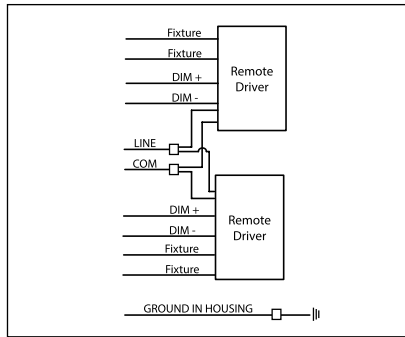 Fixture
Fixture
DIM +
DIM -
Remote
Driver
LINE
COM
DIM +
DIM -
Fixture
Fixture
Remote
Driver
GROUND IN HOUSING